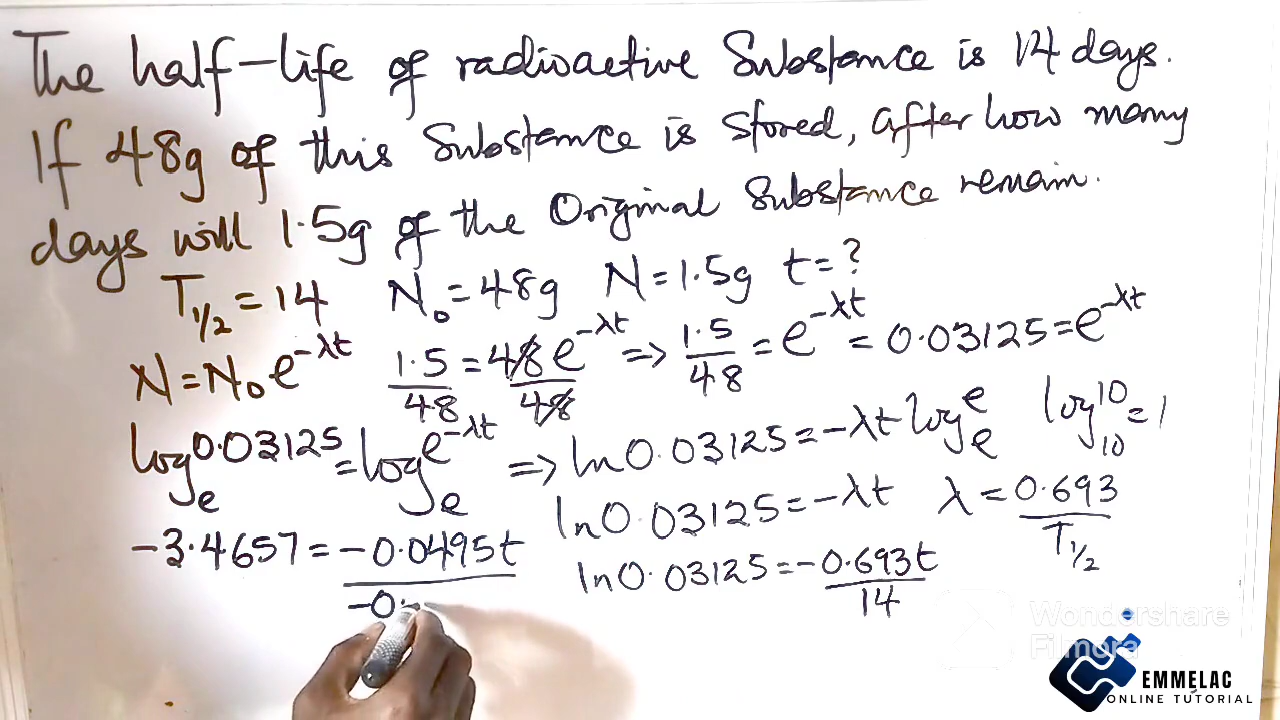 The half-life of radioactive Substance is 14 days.
If 48g of this Substance is Stored, after how many
days will 1.5g of the Original Substance remain.
T1/2 = 14 N₀ = 48g N = 1.5g t = ?
N = N₀e^-λt 1.5/48 = 48e^-λt/48 => 1.5/48 = e^-λt = 0.03125 = e^-λt
logₑ0.03125 = logₑe^-λt => ln0.03125 = -λt logₑe log₁₀10 = 1
ln0.03125 = -λt λ = 0.693/T1/2
-3.4657 = -0.0495t/-0. ln0.03125 = -0.693t/14
Wondershare
Filmora
EMMELAC
ONLINE TUTORIAL